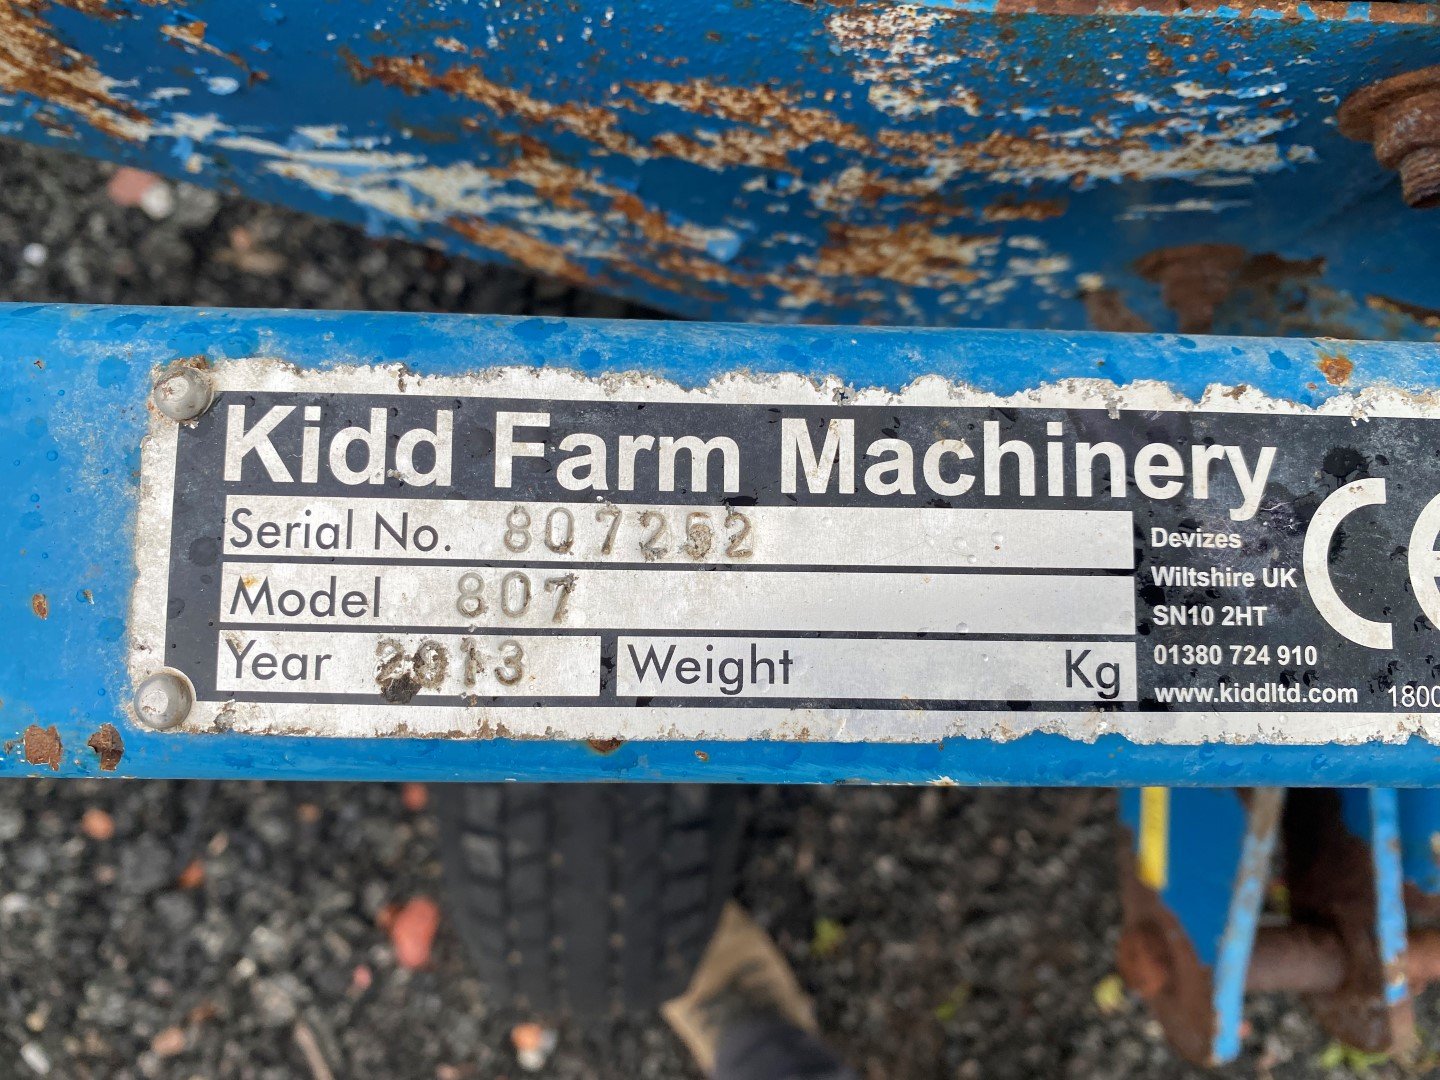 Kidd Farm Machinery
Serial No. 807252
Model 807
Year 2013 Weight Kg
Devizes
Wiltshire UK
SN10 2HT
01380 724 910
www.kiddltd.com 1800
CE